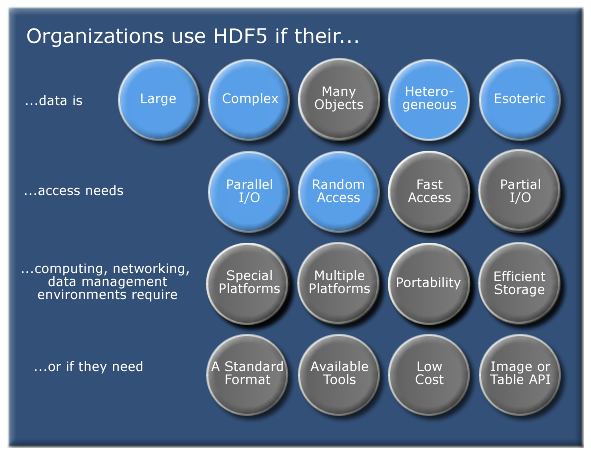 Organizations use HDF5 if their...
...data is
Large
Complex
Many
Objects
Hetero-
geneous
Esoteric
...access needs
Parallel
I/O
Random
Access
Fast
Access
Partial
I/O
...computing, networking,
data management
environments require
Special
Platforms
Multiple
Platforms
Portability
Efficient
Storage
...or if they need
A Standard
Format
Available
Tools
Low
Cost
Image or
Table API